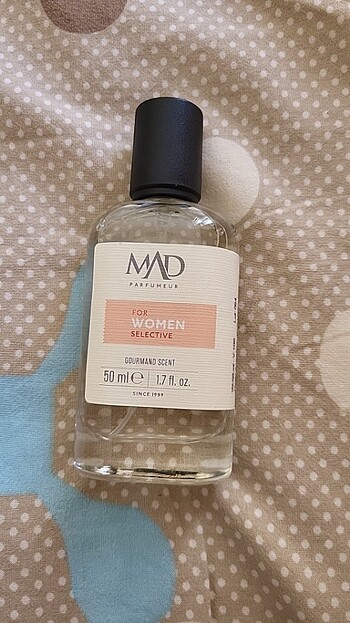 MAD
PARFUMEUR
FOR
WOMEN
SELECTIVE
GOURMAND SCENT
50 ml ℮ 1.7 fl. oz.
SINCE 1999